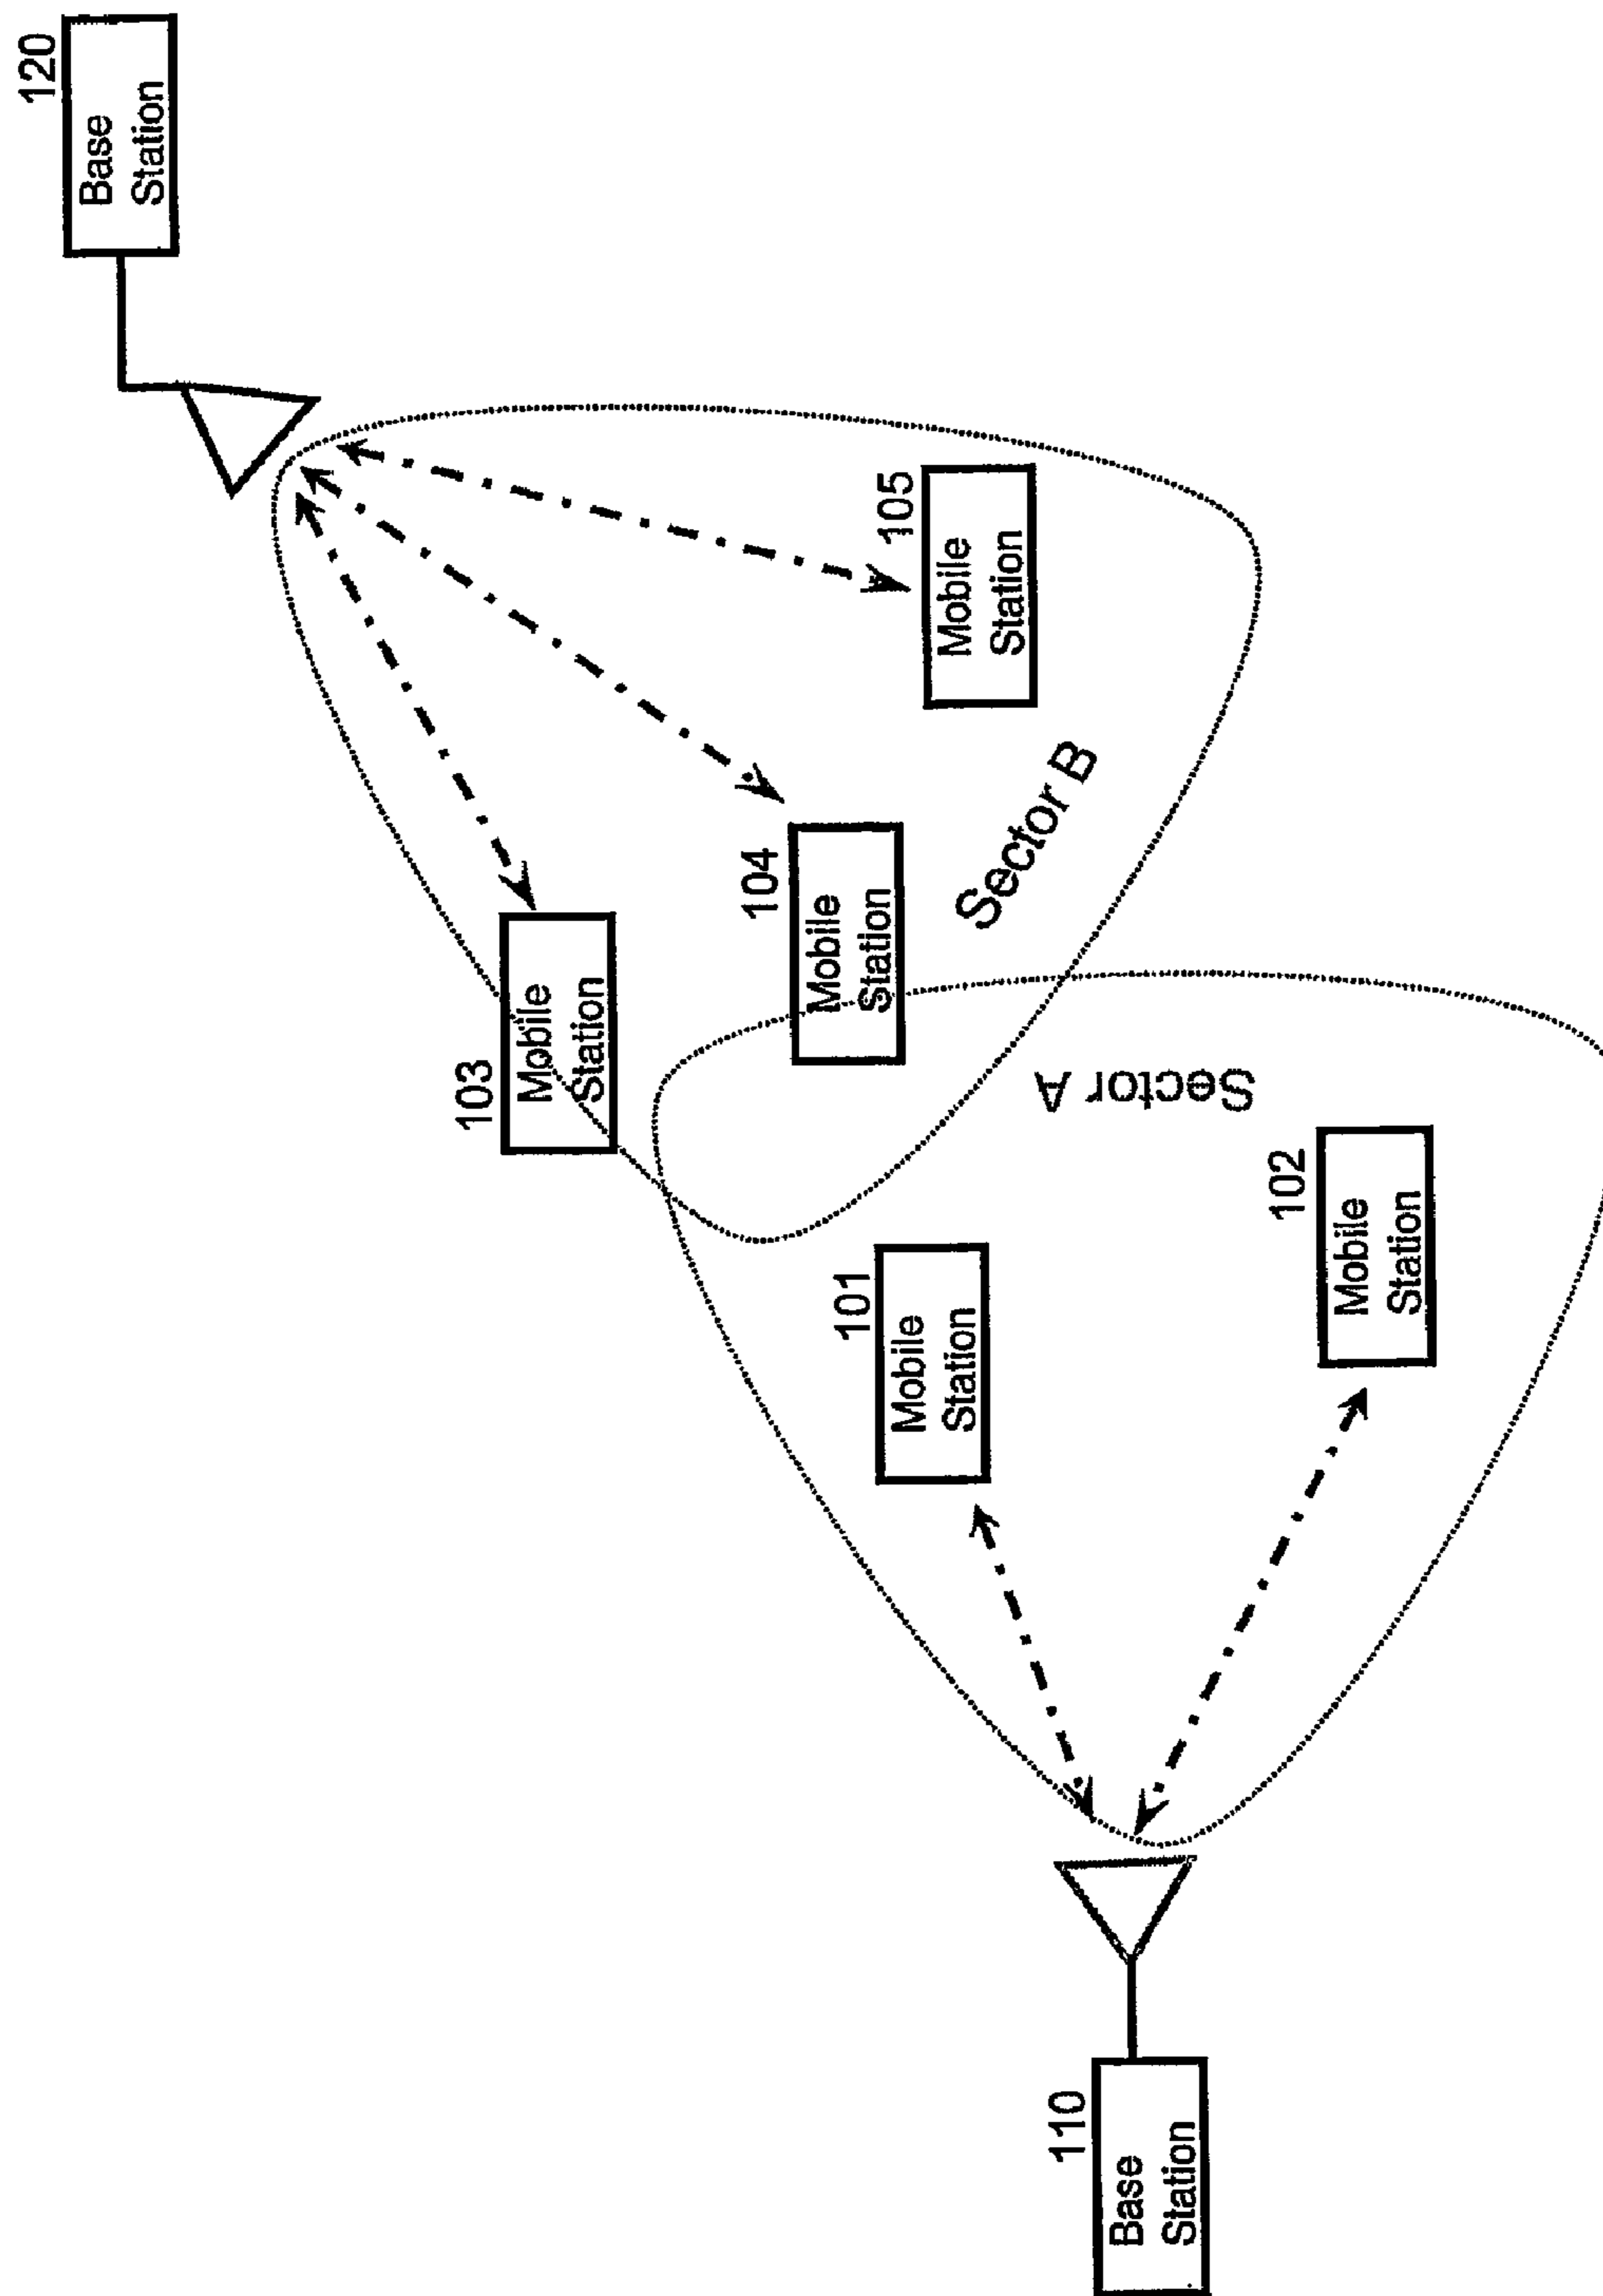 120
Base
Station
105
Mobile
Station
104
Mobile
Station
103
Mobile
Station
Sector B
Sector A
101
Mobile
Station
102
Mobile
Station
110
Base
Station